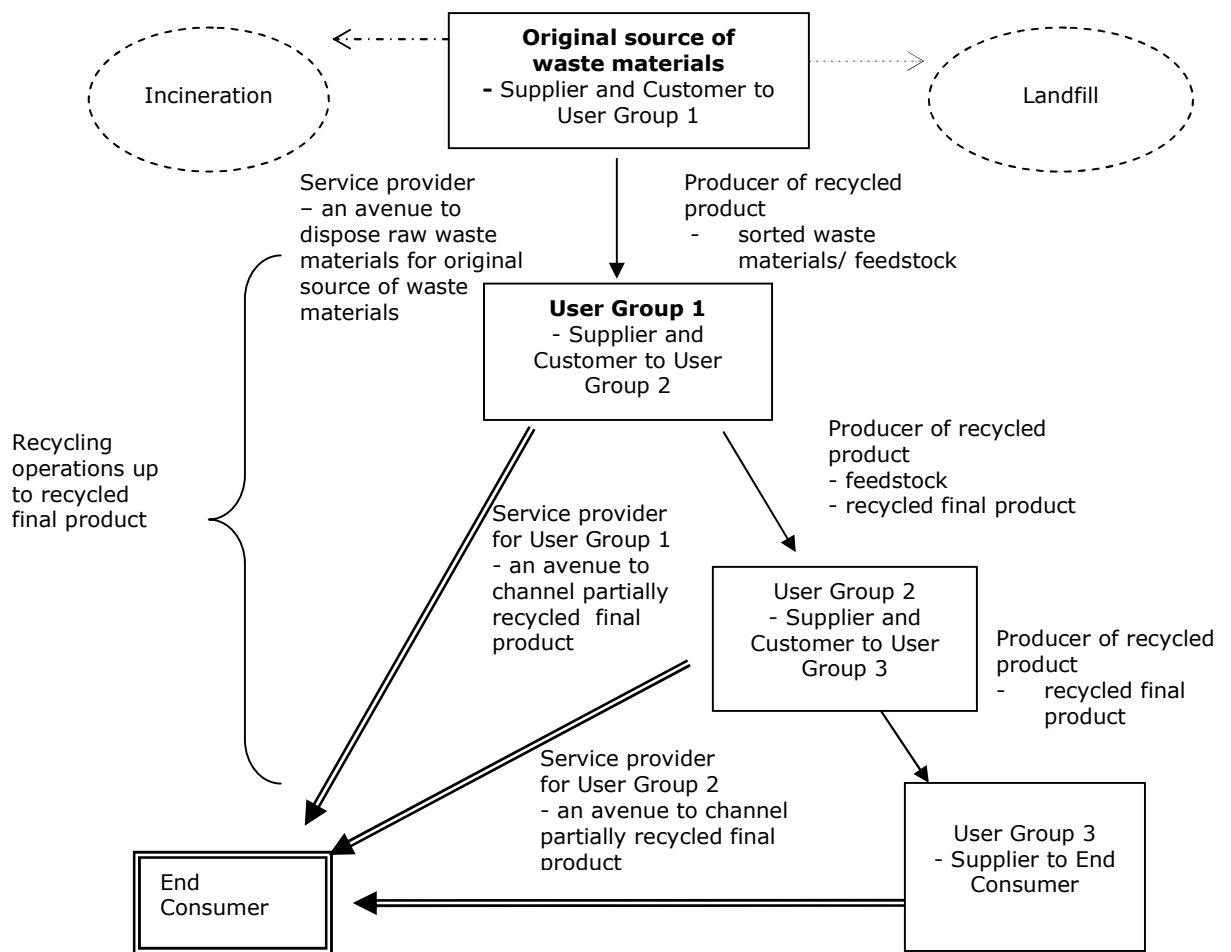 Original source of
waste materials
- Supplier and Customer to
User Group 1
Incineration
Landfill
Service provider
– an avenue to
dispose raw waste
materials for original
source of waste
materials
Producer of recycled
product
- sorted waste
materials/ feedstock
User Group 1
- Supplier and
Customer to User
Group 2
Recycling
operations up
to recycled
final product
Producer of recycled
product
- feedstock
- recycled final product
Service provider
for User Group 1
- an avenue to
channel partially
recycled final
product
User Group 2
- Supplier and
Customer to User
Group 3
Producer of recycled
product
- recycled final
product
Service provider
for User Group 2
- an avenue to channel
partially recycled final
product
User Group 3
- Supplier to End
Consumer
End
Consumer